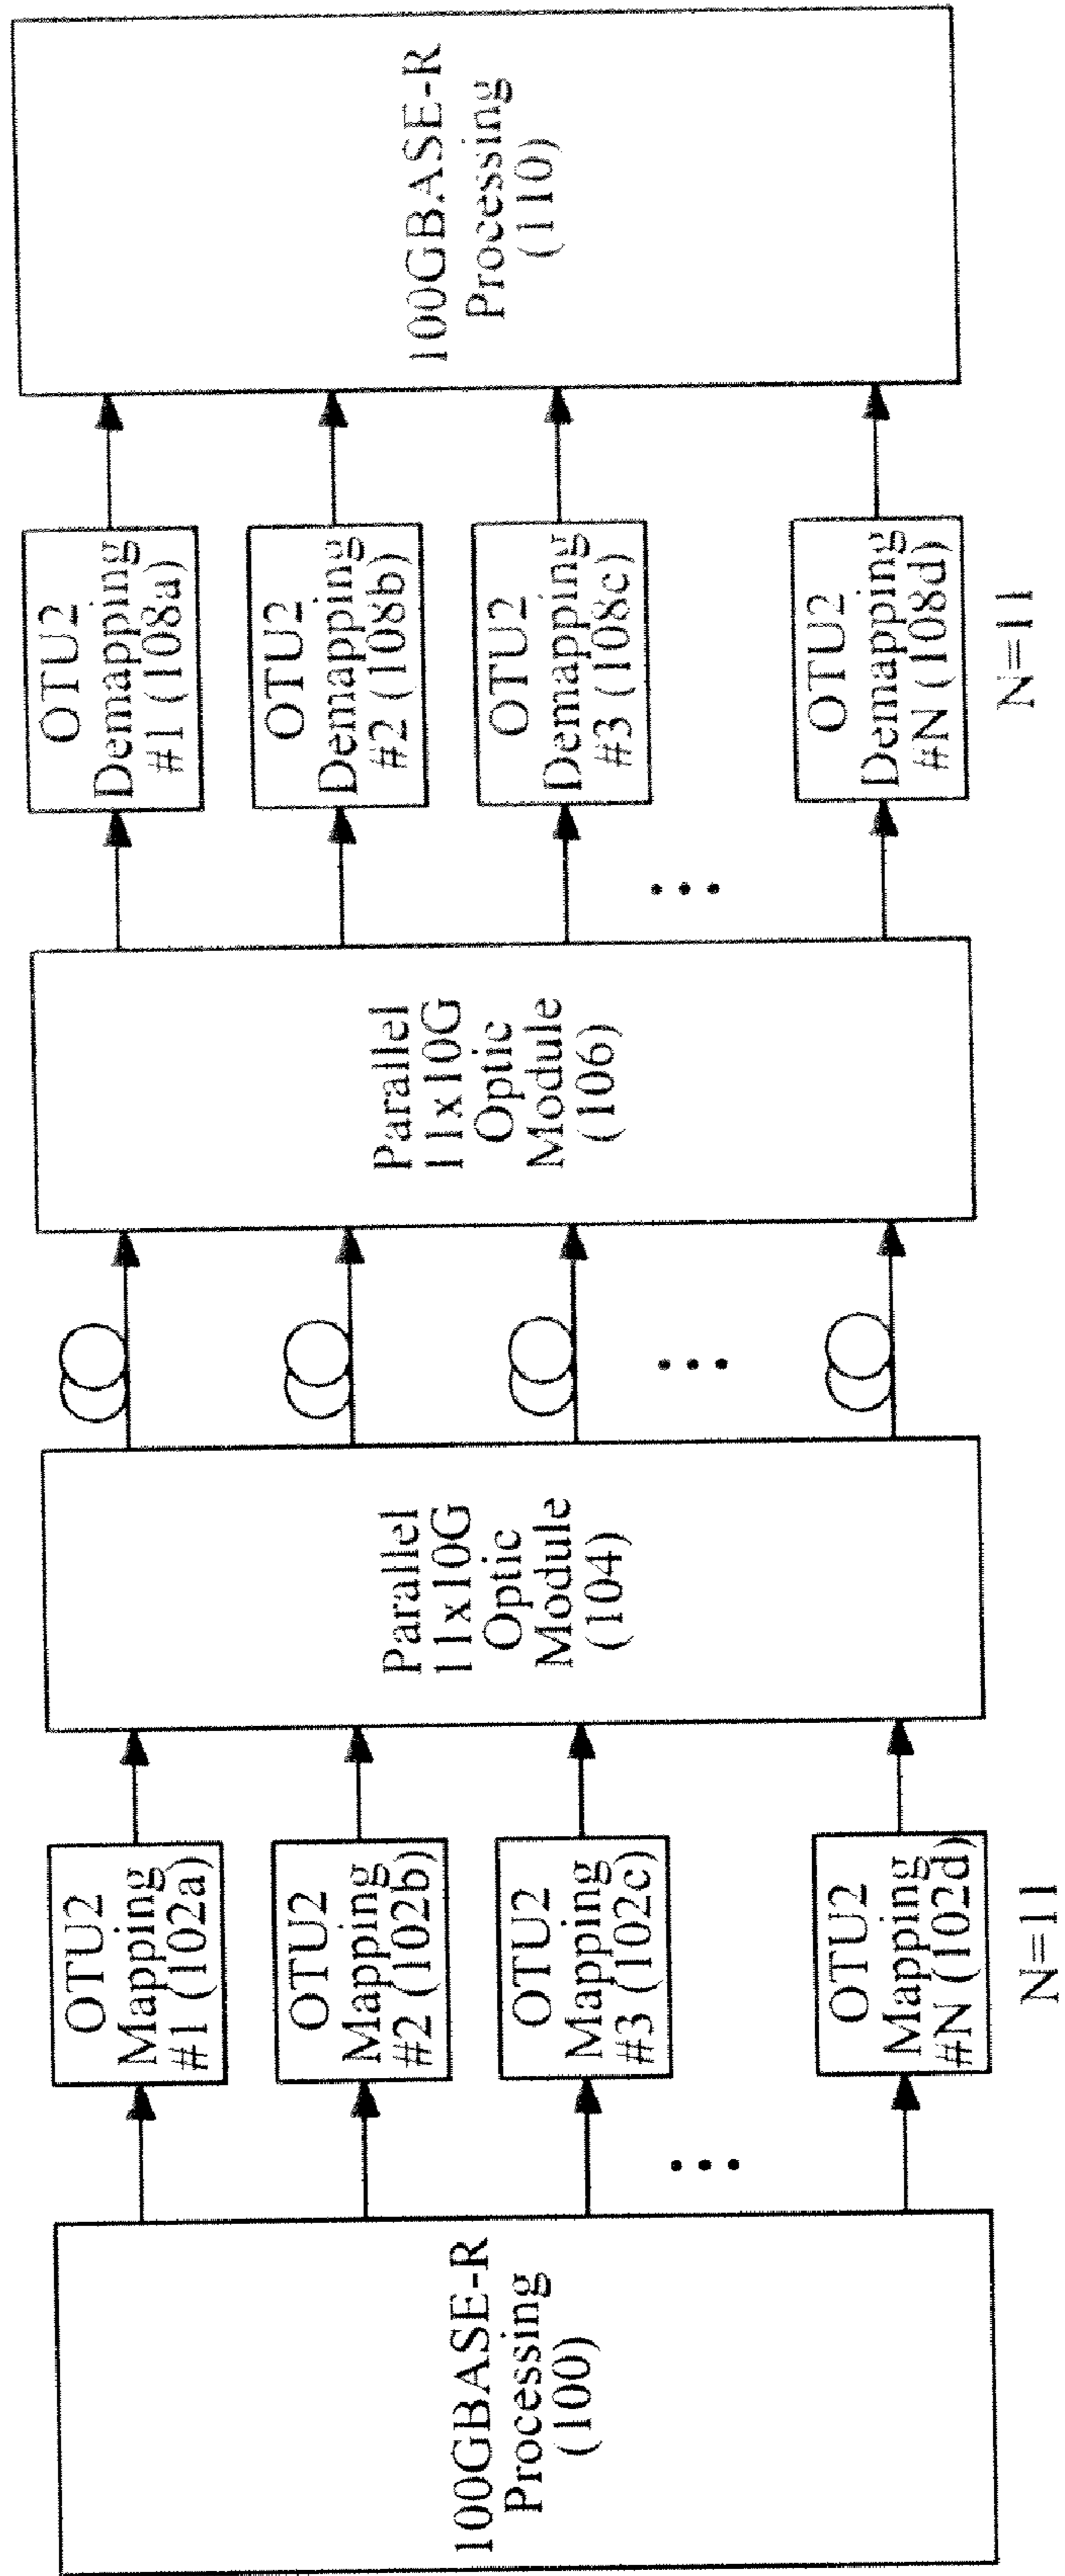 100GBASE-R
Processing
(100)
OTU2
Mapping
#1 (102a)
OTU2
Mapping
#2 (102b)
OTU2
Mapping
#3 (102c)
OTU2
Mapping
#N (102d)
N=11
Parallel
11x10G
Optic
Module
(104)
Parallel
11x10G
Optic
Module
(106)
OTU2
Demapping
#1 (108a)
OTU2
Demapping
#2 (108b)
OTU2
Demapping
#3 (108c)
OTU2
Demapping
#N (108d)
N=11
100GBASE-R
Processing
(110)